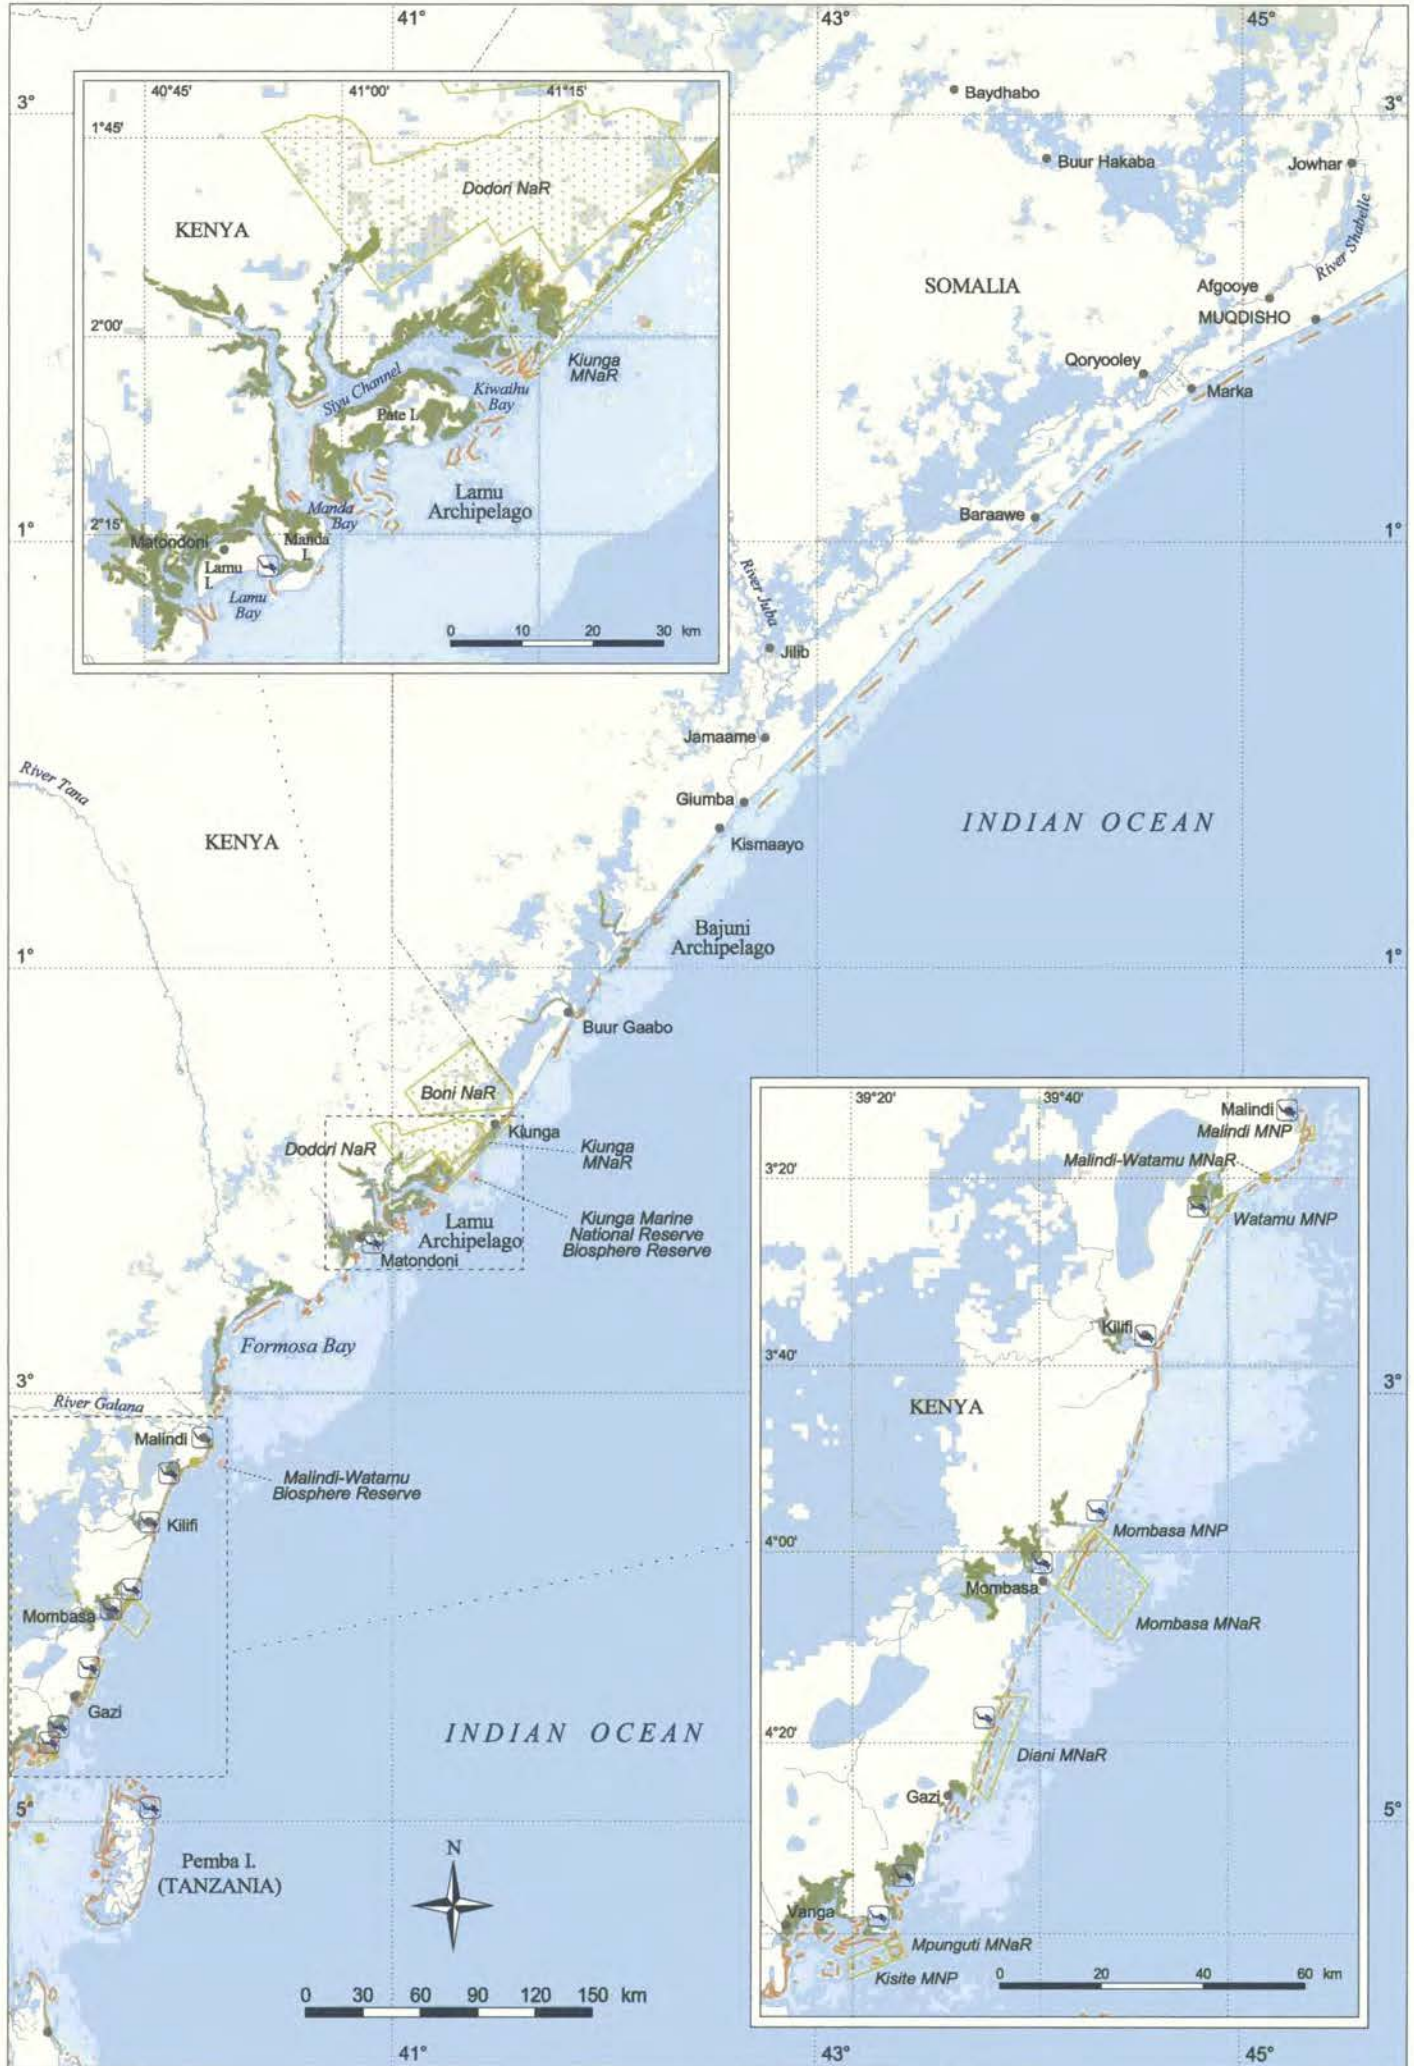 41°
43°
45°
3°
3°
40°45'
41°00'
41°15'
1°45'
Dodori NaR
KENYA
2°00'
Siyu Channel
Kiunga
MNaR
Kiwaihu
Bay
Pate I.
Lamu
Archipelago
Manda
Bay
2°15'
Matondoni
Manda
I.
Lamu
I.
Lamu
Bay
0 10 20 30 km
Baydhabo
Buur Hakaba
Jowhar
River Shabelle
SOMALIA
Afgooye
MUQDISHO
Qoryooley
Marka
1°
Baraawe
River Juba
Jilib
Jamaame
River Tana
Giumba
Kismaayo
KENYA
INDIAN OCEAN
Bajuni
Archipelago
1°
1°
Buur Gaabo
Boni NaR
Kiunga
Dodori NaR
Kiunga
MNaR
Kiunga Marine
National Reserve
Biosphere Reserve
Lamu
Archipelago
Matondoni
Formosa Bay
3°
3°
River Galana
Malindi
Malindi-Watamu
Biosphere Reserve
Kilifi
Mombasa
Gazi
INDIAN OCEAN
5°
5°
Pemba I.
(TANZANIA)
N
0 30 60 90 120 150 km
39°20'
39°40'
Malindi
Malindi MNP
Malindi-Watamu MNaR
3°20'
Watamu MNP
Kilifi
3°40'
KENYA
Mombasa MNP
4°00'
Mombasa
Mombasa MNaR
4°20'
Diani MNaR
Gazi
Vanga
Mpunguti MNaR
Kisite MNP
0 20 40 60 km
41°
43°
45°